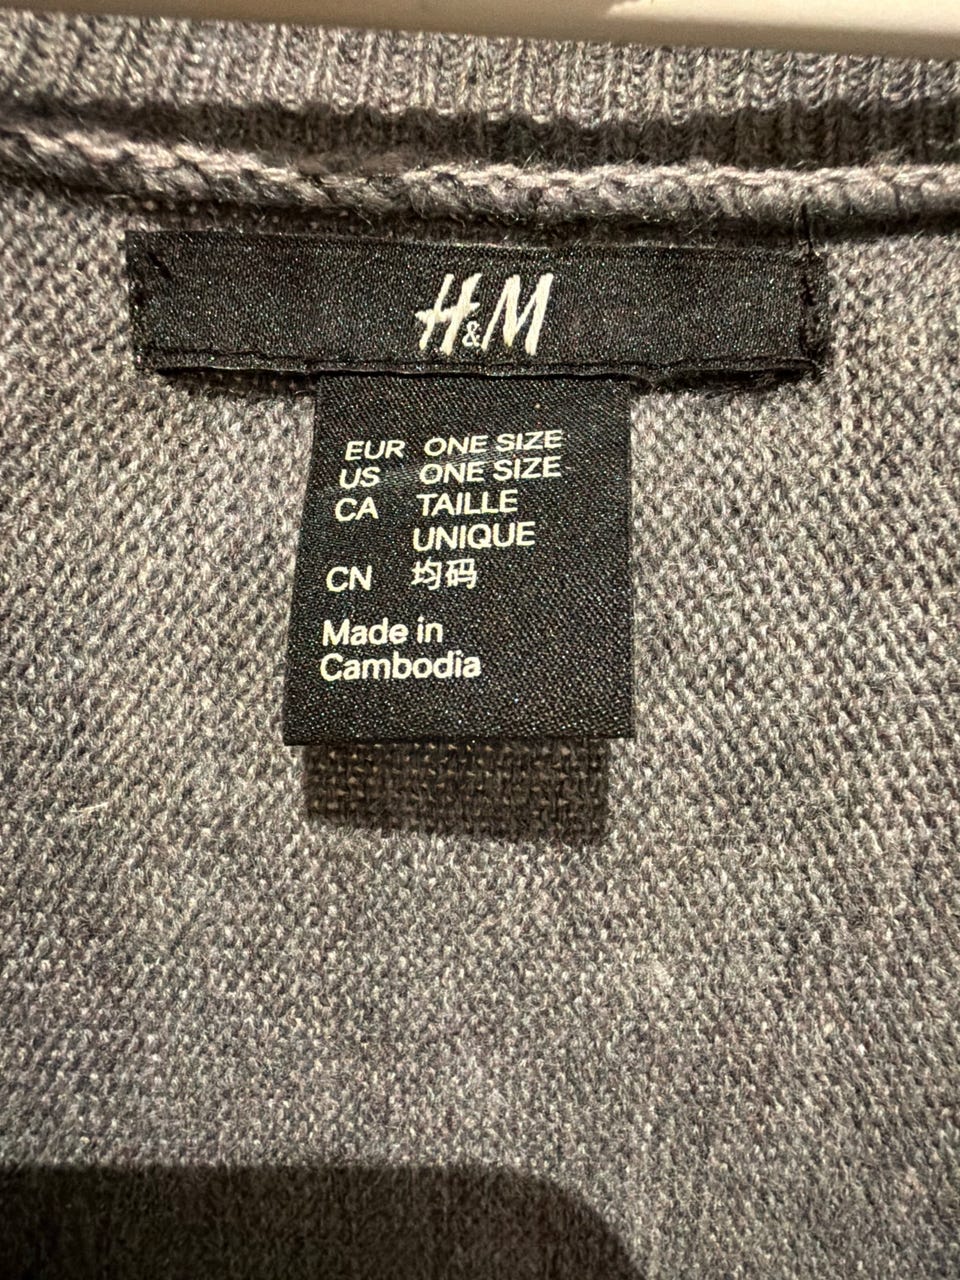 H&M
EUR ONE SIZE
US ONE SIZE
CA TAILLE
UNIQUE
CN 均码
Made in
Cambodia